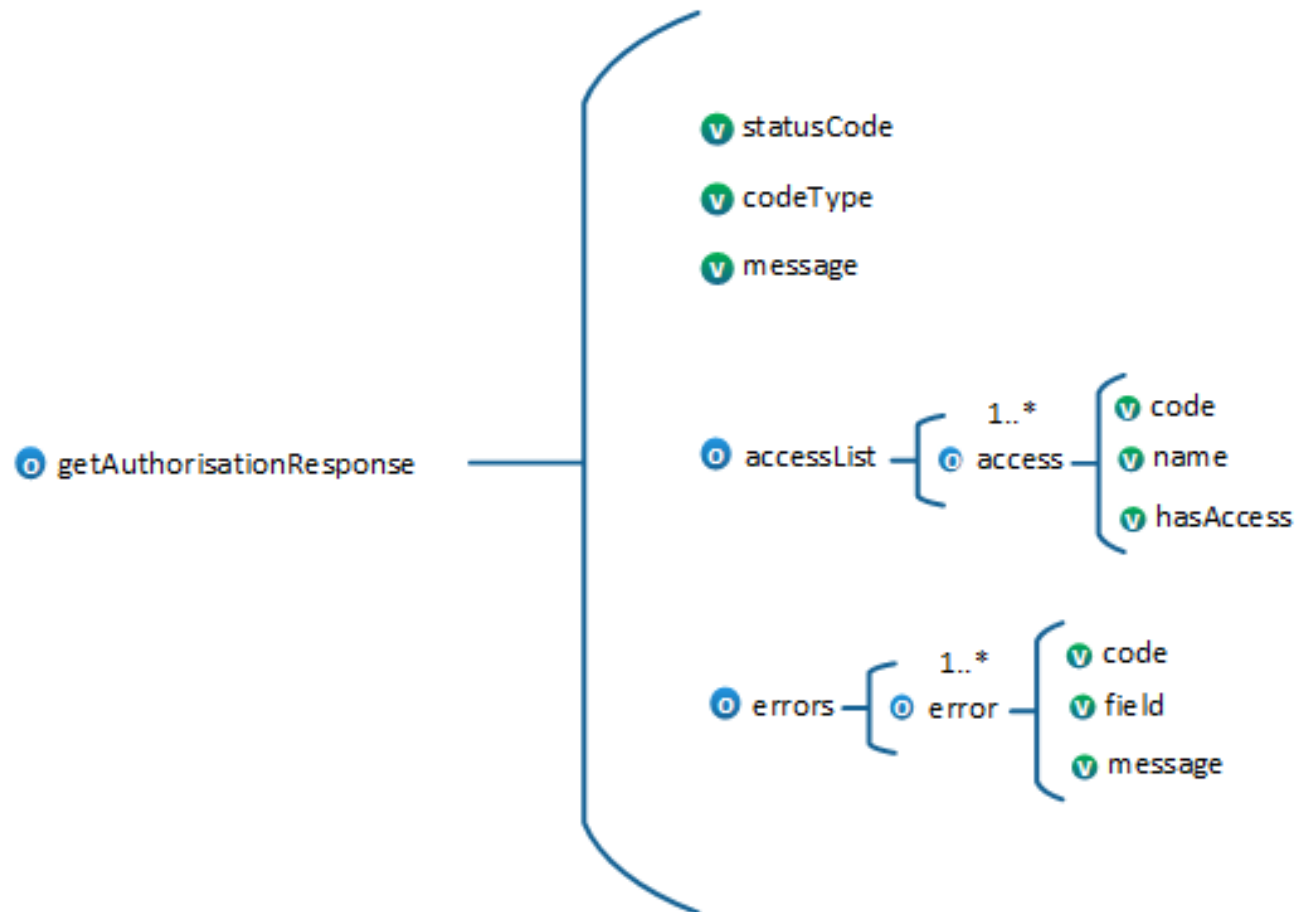 v statusCode
v codeType
v message
o getAuthorisationResponse
o accessList
1..*
o access
v code
v name
v hasAccess
o errors
1..*
o error
v code
v field
v message